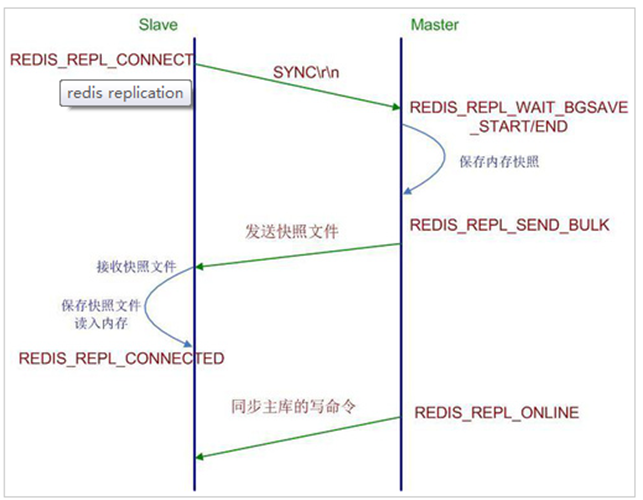 Slave
Master
REDIS_REPL_CONNECT
SYNC\r\n
redis replication
REDIS_REPL_WAIT_BGSAVE
_START/END
保存内存快照
发送快照文件
REDIS_REPL_SEND_BULK
接收快照文件
保存快照文件
读入内存
REDIS_REPL_CONNECTED
同步主库的写命令
REDIS_REPL_ONLINE